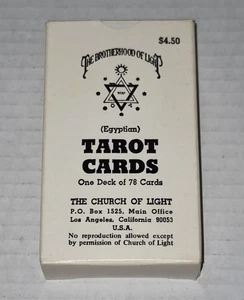 $4.50
THE BROTHERHOOD OF LIGHT
(Egyptian)
TAROT
CARDS
One Deck of 78 Cards
THE CHURCH OF LIGHT
P.O. Box 1525, Main Office
Los Angeles, California 90053
U.S.A.
No reproduction allowed except
by permission of Church of Light